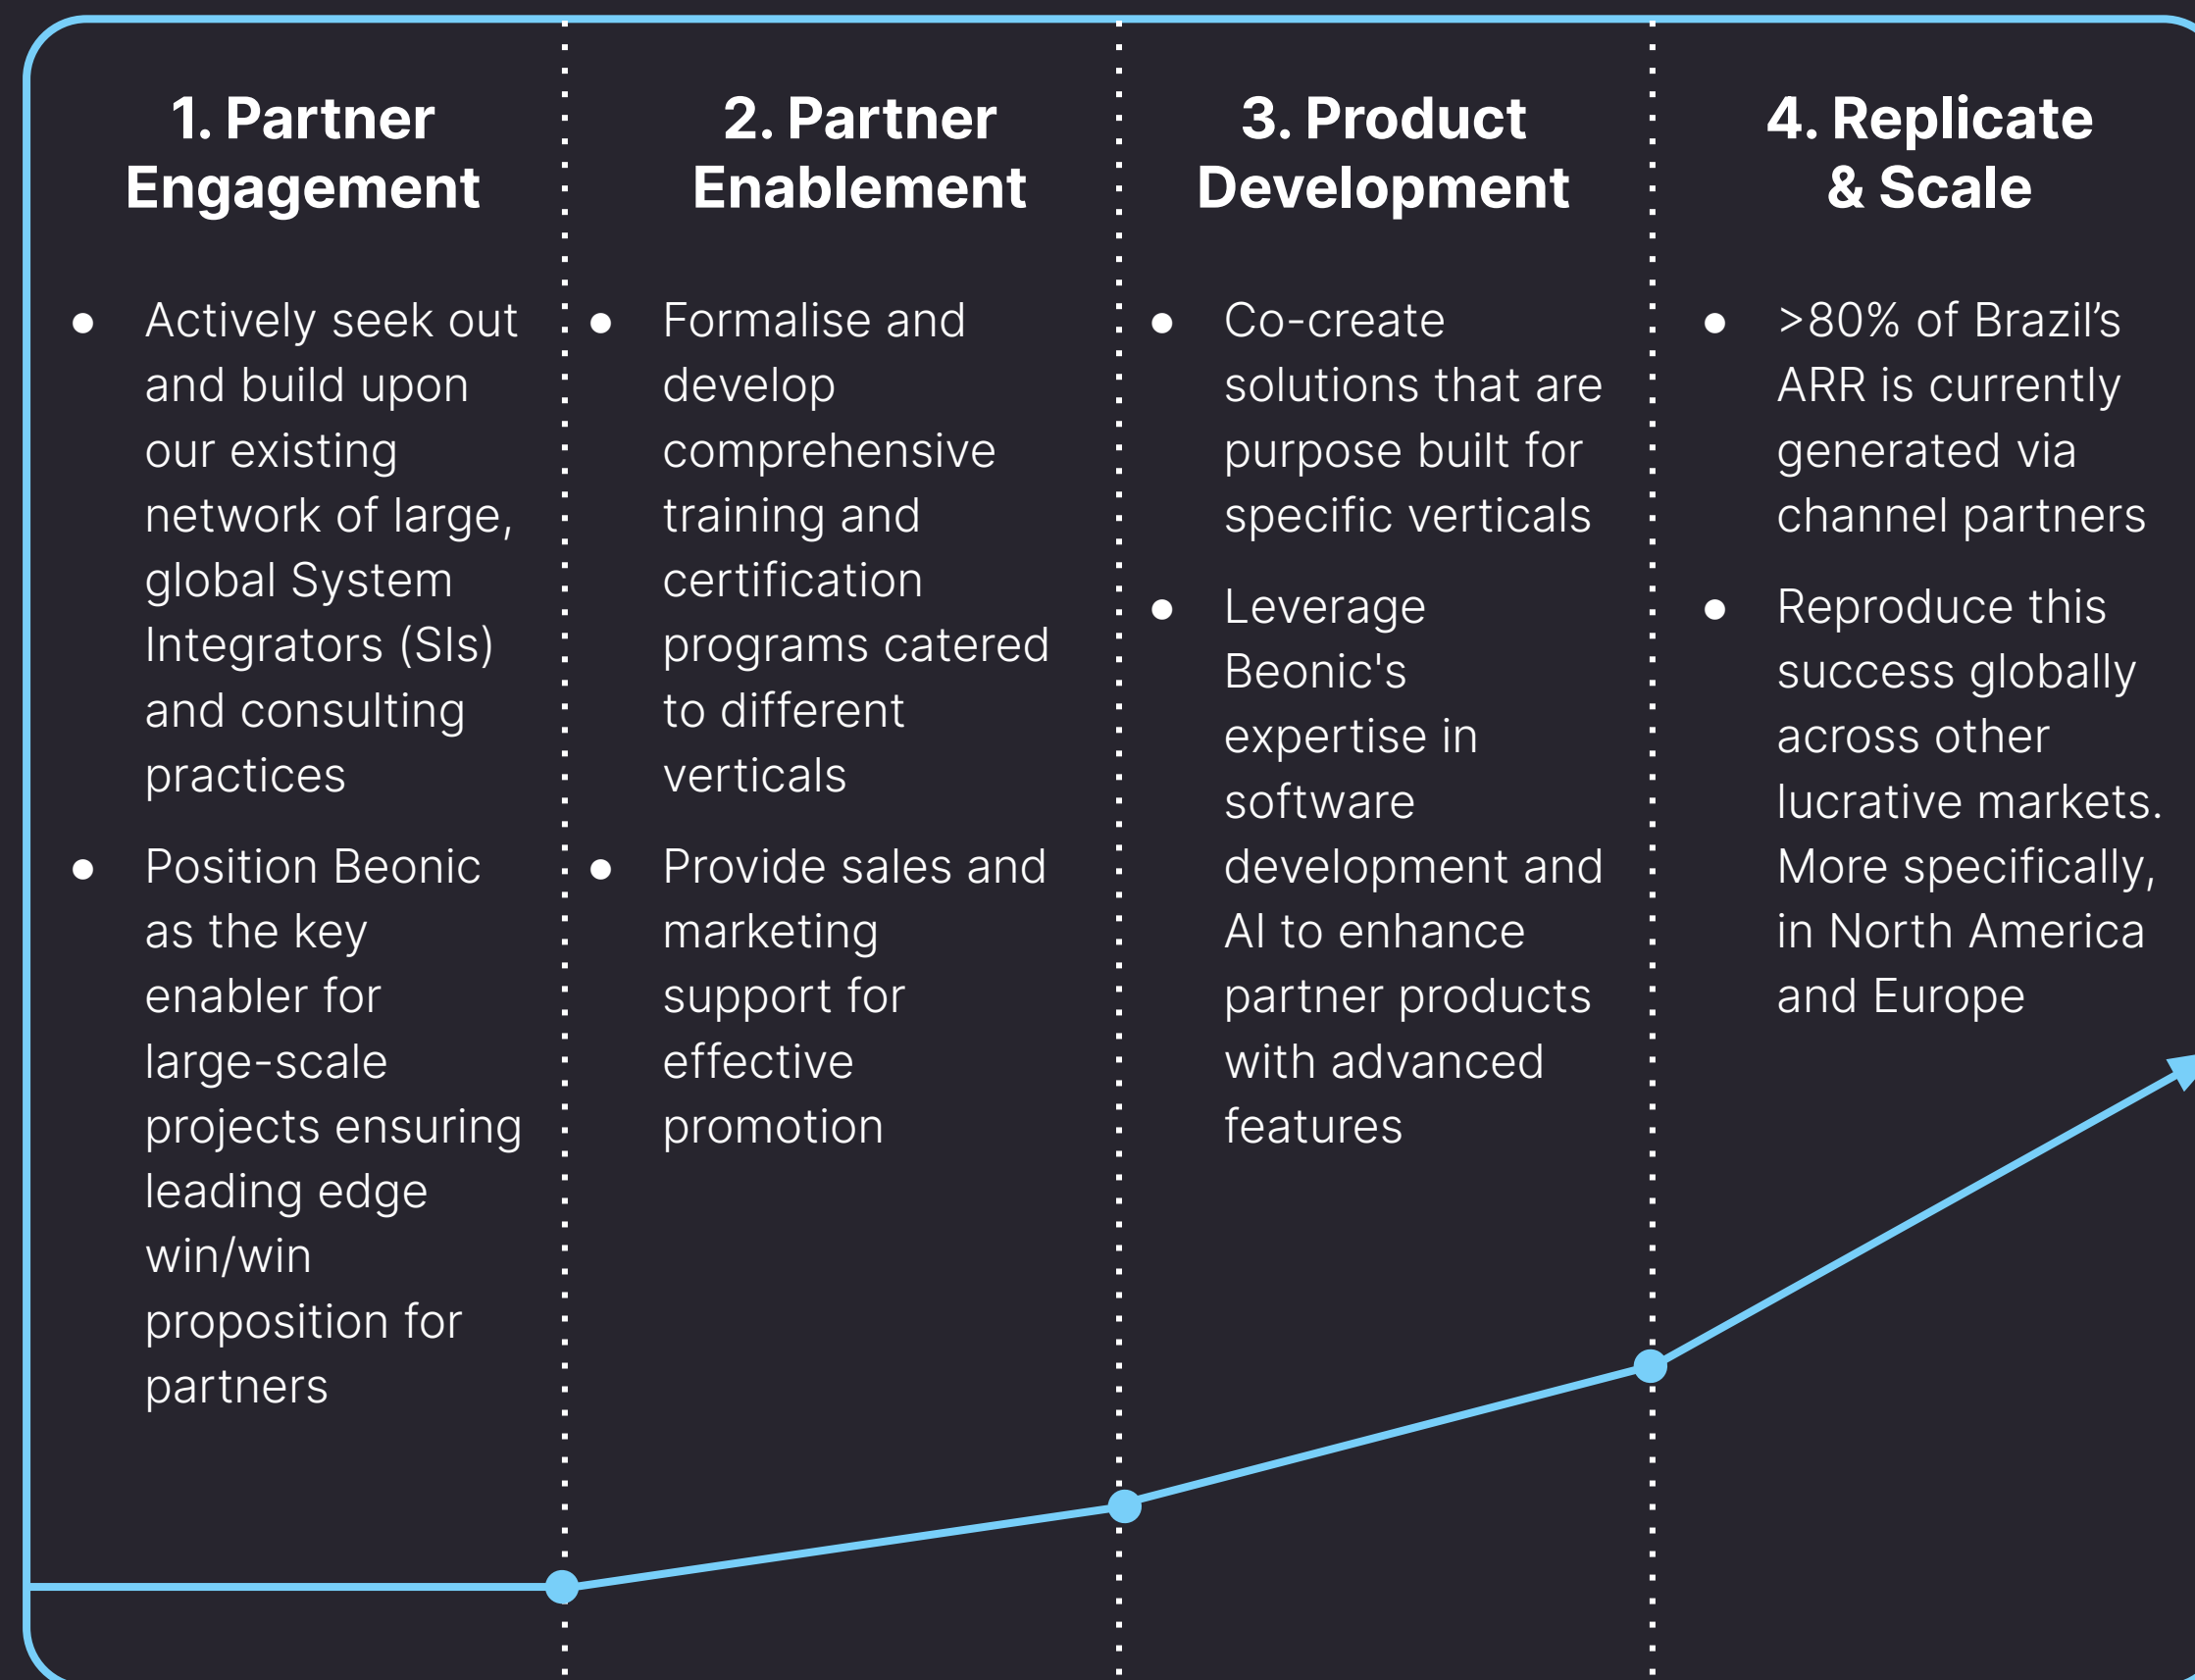 1. Partner
Engagement
● Actively seek out
and build upon
our existing
network of large,
global System
Integrators (SIs)
and consulting
practices
● Position Beonic
as the key
enabler for
large-scale
projects ensuring
leading edge
win/win
proposition for
partners
2. Partner
Enablement
● Formalise and
develop
comprehensive
training and
certification
programs catered
to different
verticals
● Provide sales and
marketing
support for
effective
promotion
3. Product
Development
● Co-create
solutions that are
purpose built for
specific verticals
● Leverage
Beonic's
expertise in
software
development and
AI to enhance
partner products
with advanced
features
4. Replicate
& Scale
● >80% of Brazil’s
ARR is currently
generated via
channel partners
● Reproduce this
success globally
across other
lucrative markets.
More specifically,
in North America
and Europe